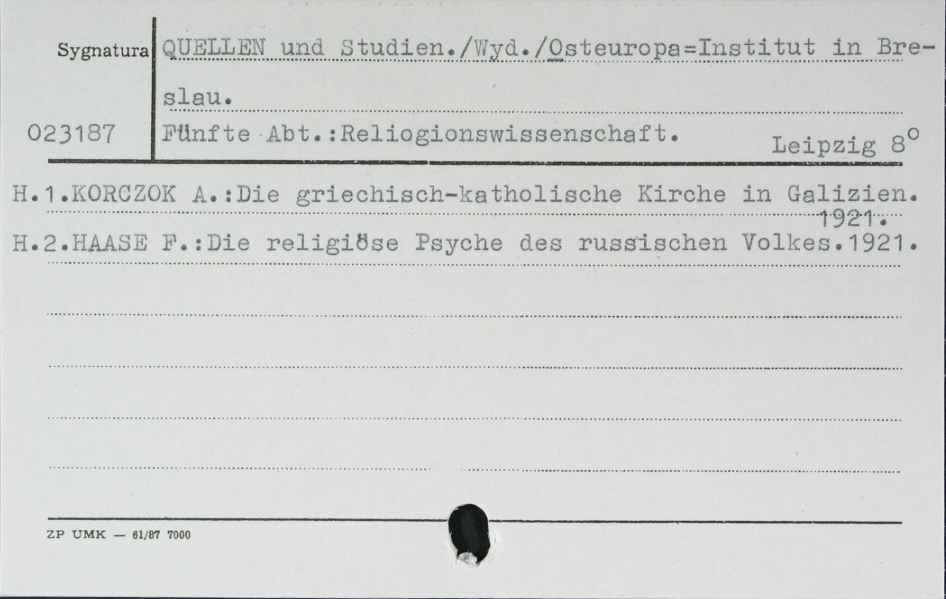 Sygnatura QUELLEN und Studien./Wyd./Osteuropa=Institut in Bre-
slau.
023187 Fünfte Abt.:Reliogionswissenschaft. Leipzig 8°
H.1.KORCZOK A.:Die griechisch-katholische Kirche in Galizien.
1921.
H.2.HAASE F.:Die religiöse Psyche des russischen Volkes.1921.
ZP UMK — 61/87 7000